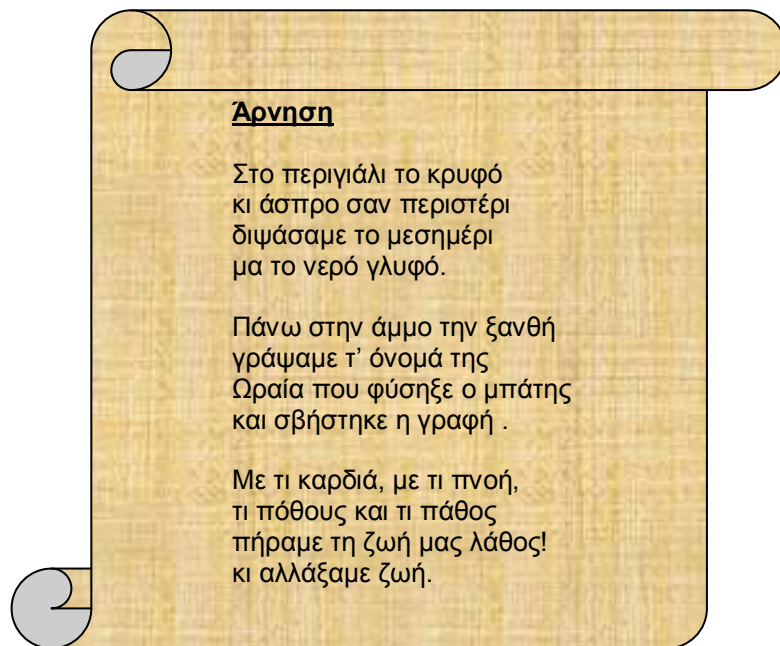 Άρνηση
Στο περιγιάλι το κρυφό
κι άσπρο σαν περιστέρι
διψάσαμε το μεσημέρι
μα το νερό γλυφό.
Πάνω στην άμμο την ξανθή
γράψαμε τ’ όνομά της
Ωραία που φύσηξε ο μπάτης
και σβήστηκε η γραφή .
Με τι καρδιά, με τι πνοή,
τι πόθους και τι πάθος
πήραμε τη ζωή μας λάθος!
κι αλλάξαμε ζωή.